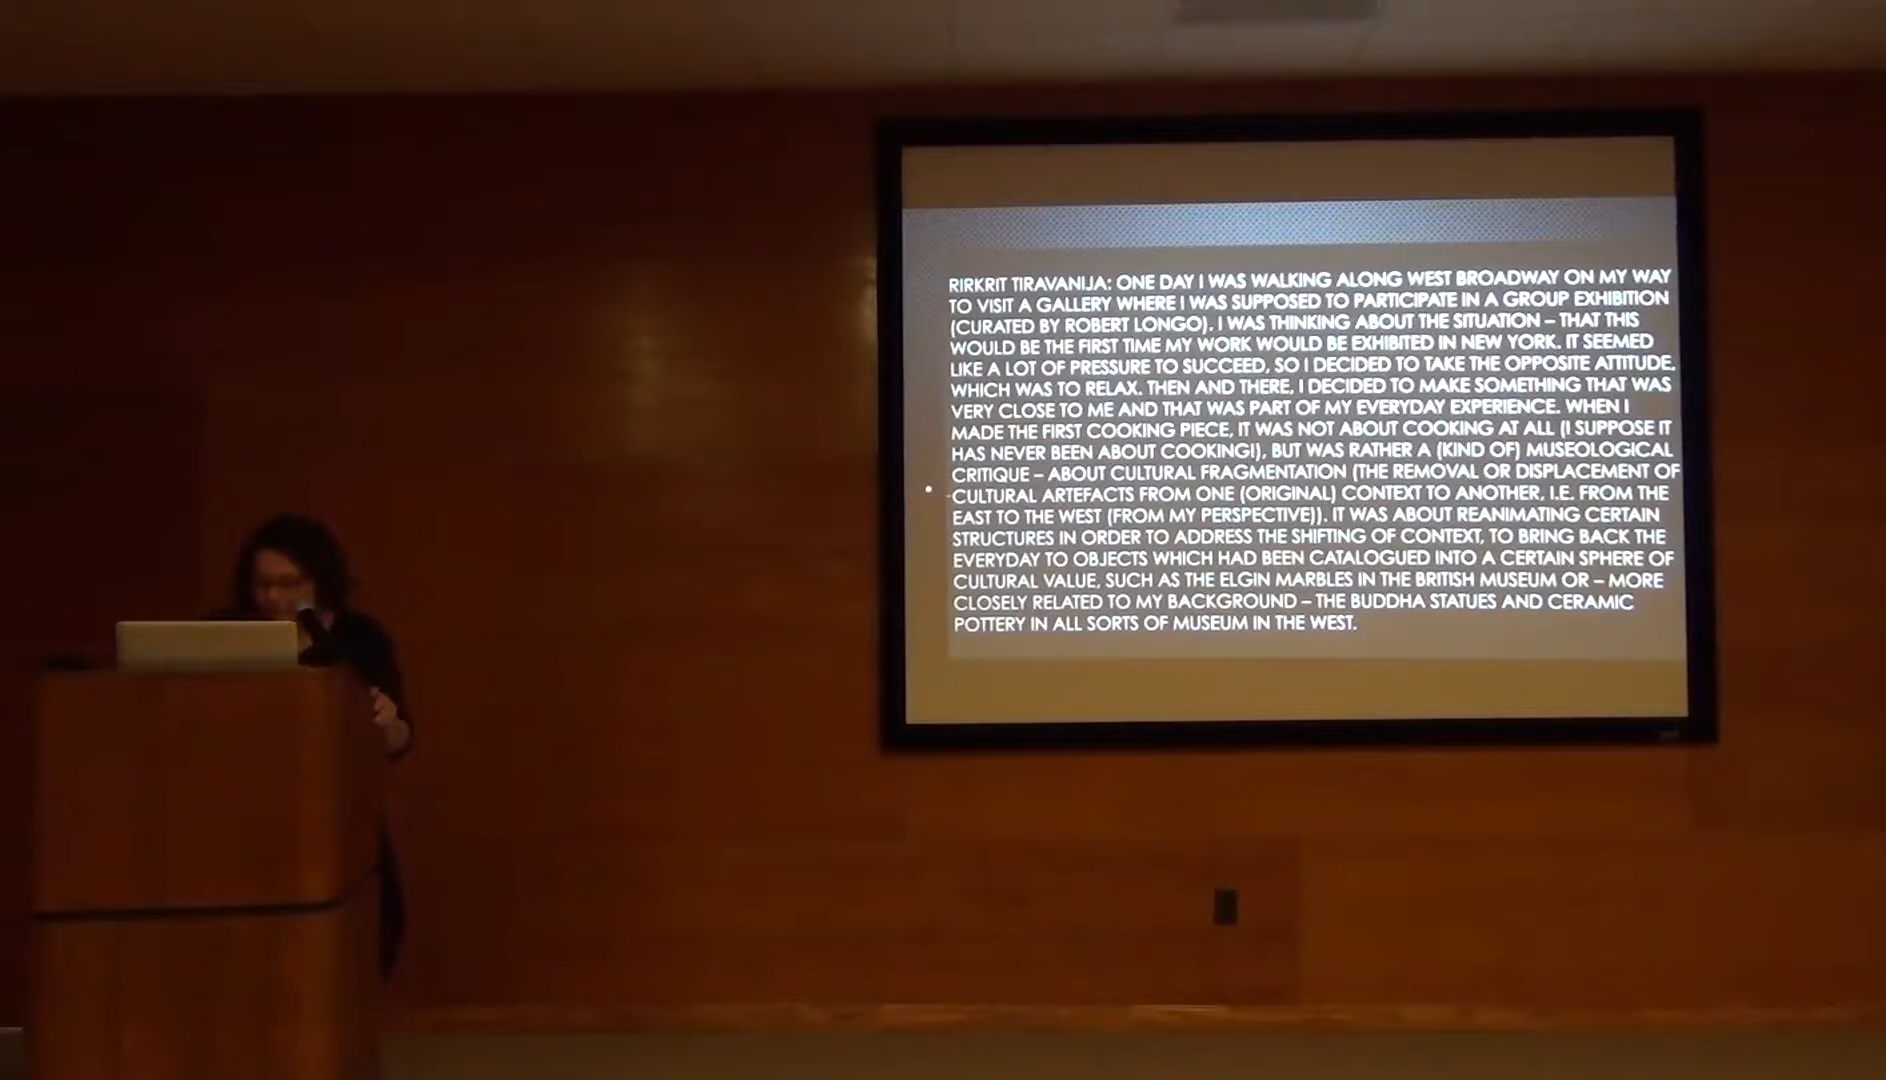 RIRKRIT TIRAVANIJA: ONE DAY I WAS WALKING ALONG WEST BROADWAY ON MY WAY
TO VISIT A GALLERY WHERE I WAS SUPPOSED TO PARTICIPATE IN A GROUP EXHIBITION
(CURATED BY ROBERT LONGO). I WAS THINKING ABOUT THE SITUATION – THAT THIS
WOULD BE THE FIRST TIME MY WORK WOULD BE EXHIBITED IN NEW YORK. IT SEEMED
LIKE A LOT OF PRESSURE TO SUCCEED, SO I DECIDED TO TAKE THE OPPOSITE ATTITUDE,
WHICH WAS TO RELAX. THEN AND THERE, I DECIDED TO MAKE SOMETHING THAT WAS
VERY CLOSE TO ME AND THAT WAS PART OF MY EVERYDAY EXPERIENCE. WHEN I
MADE THE FIRST COOKING PIECE, IT WAS NOT ABOUT COOKING AT ALL (I SUPPOSE IT
HAS NEVER BEEN ABOUT COOKING!), BUT WAS RATHER A (KIND OF) MUSEOLOGICAL
CRITIQUE – ABOUT CULTURAL FRAGMENTATION (THE REMOVAL OR DISPLACEMENT OF
• CULTURAL ARTEFACTS FROM ONE (ORIGINAL) CONTEXT TO ANOTHER, I.E. FROM THE
EAST TO THE WEST (FROM MY PERSPECTIVE)). IT WAS ABOUT REANIMATING CERTAIN
STRUCTURES IN ORDER TO ADDRESS THE SHIFTING OF CONTEXT, TO BRING BACK THE
EVERYDAY TO OBJECTS WHICH HAD BEEN CATALOGUED INTO A CERTAIN SPHERE OF
CULTURAL VALUE, SUCH AS THE ELGIN MARBLES IN THE BRITISH MUSEUM OR – MORE
CLOSELY RELATED TO MY BACKGROUND – THE BUDDHA STATUES AND CERAMIC
POTTERY IN ALL SORTS OF MUSEUM IN THE WEST.